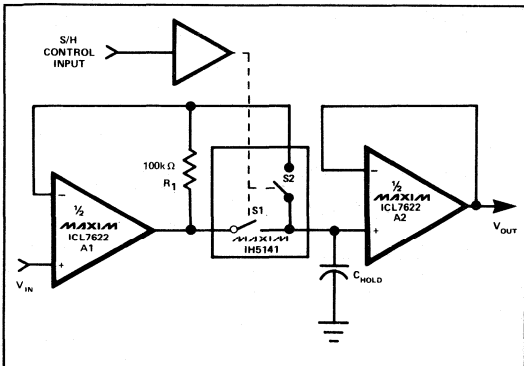 S/H
CONTROL
INPUT
100kΩ
R1
S2
S1
MAXIM
IH5141
½
MAXIM
ICL7622
A1
−
+
VIN
½
MAXIM
ICL7622
A2
−
+
VOUT
CHOLD